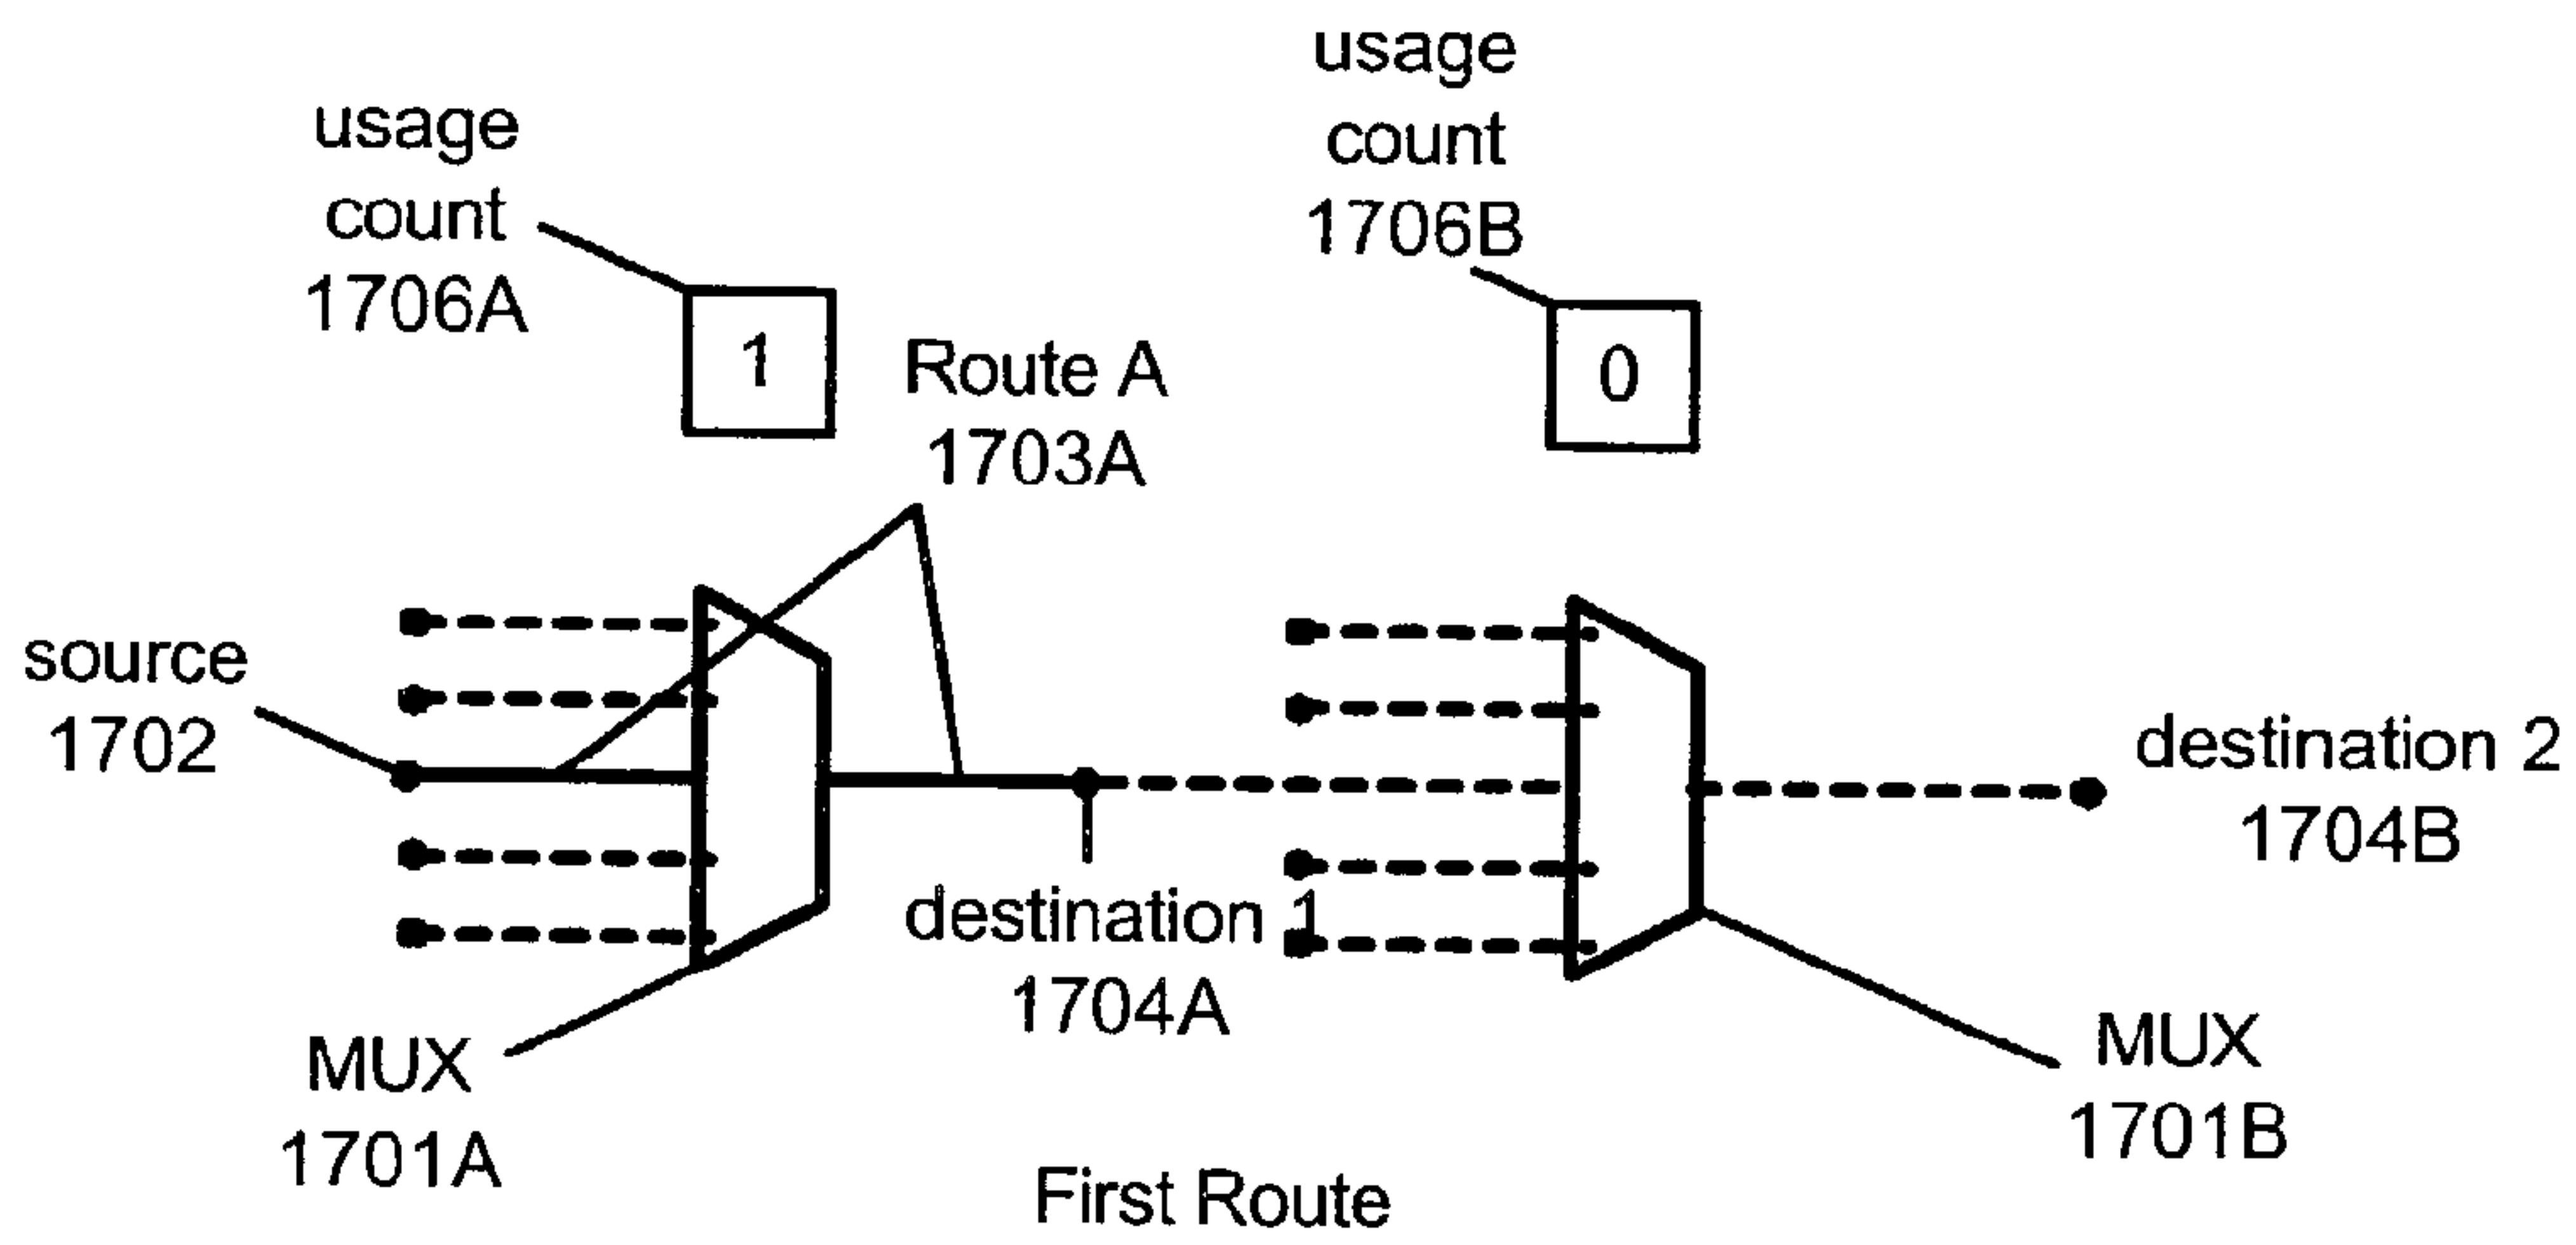 usage
count
1706A
usage
count
1706B
1
0
Route A
1703A
source
1702
destination 1
1704A
destination 2
1704B
MUX
1701A
MUX
1701B
First Route